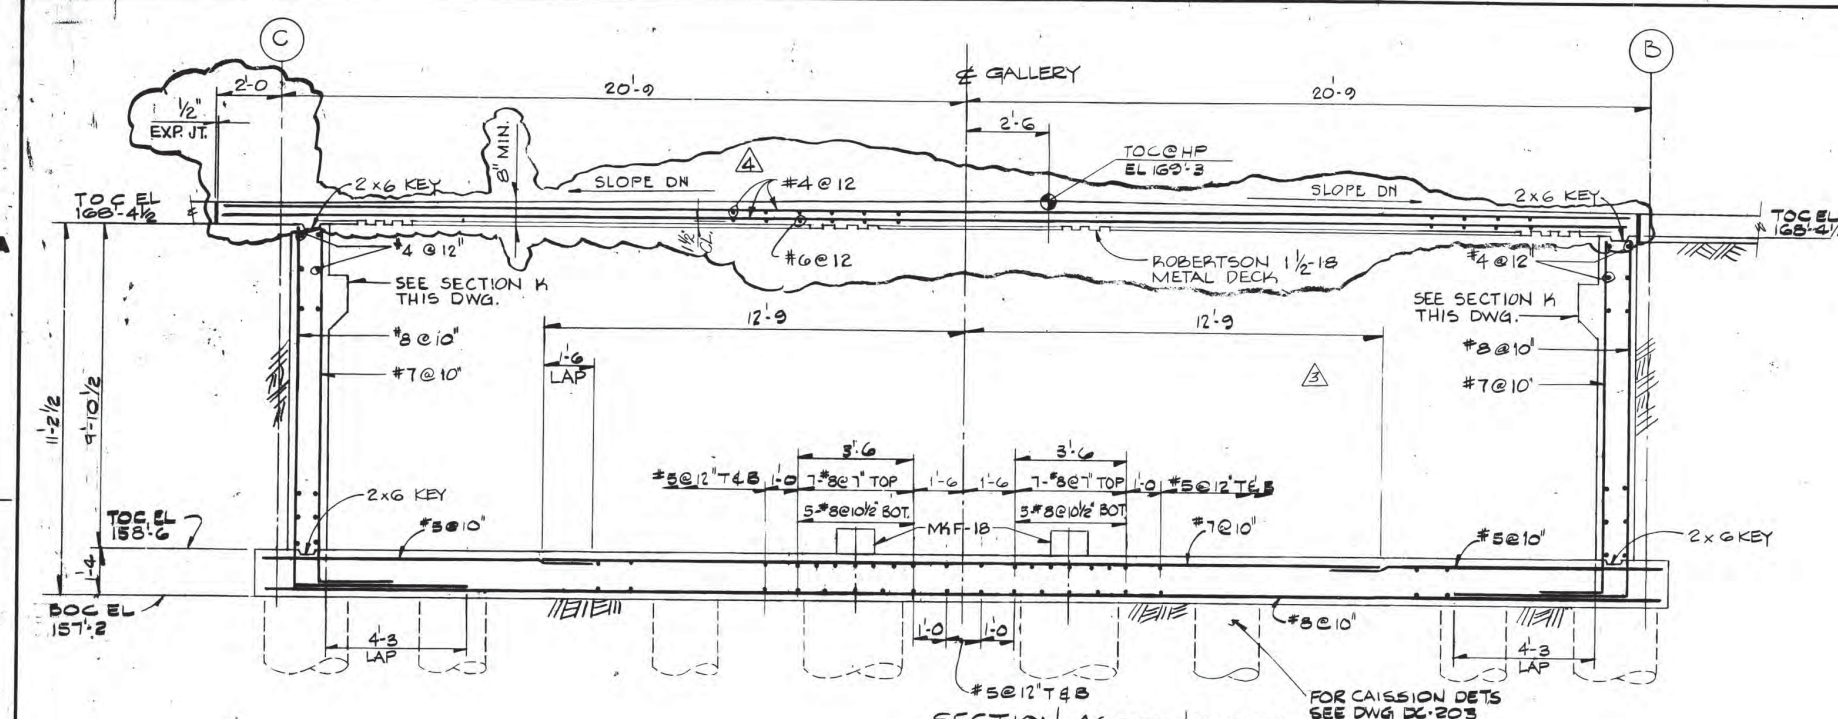 C
B
2'-0
20'-9
℄ GALLERY
20'-9
1/2"
EXP. JT.
2'-6
8" MIN.
4
TOC@HP
EL 169'-3
TOC EL
168'-4 1/2
2x6 KEY
SLOPE DN
#4@12
SLOPE DN
2x6 KEY
TOC EL
168'-4 1/2
#4 @12"
1 1/2"
CL.
#6@12
ROBERTSON 1 1/2-18
METAL DECK
#4@12"
SEE SECTION K
THIS DWG.
SEE SECTION K
THIS DWG.
12'-9
12'-9
#8@10"
#8@10"
1'-6
LAP
3
#7@10"
#7@10"
11'-2 1/2
9'-10 1/2
3'-6
3'-6
#5@12" T&B
1'-0
7-#8@7" TOP
1'-6
1'-6
7-#8@7" TOP
1'-0
#5@12" T&B
2x6 KEY
5-#8@10 1/2" BOT.
MKF-18
5-#8@10 1/2" BOT.
TOC EL
158'-6
#5@10"
#7@10"
#5@10"
2x6 KEY
1'-4
BOC EL
157'-2
#8@10"
4'-3
LAP
1'-0
1'-0
4'-3
LAP
#5@12" T&B
FOR CAISSION DETS
SEE DWG DC-203
SECTION